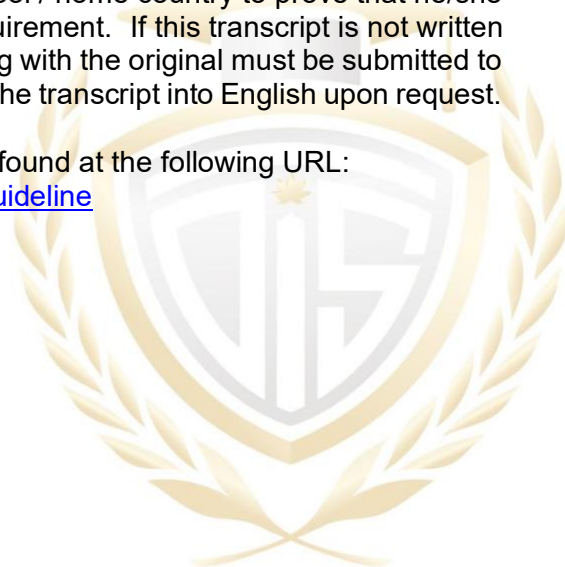 home country to prove that he/she
uirement. If this transcript is not written
g with the original must be submitted to
he transcript into English upon request.
found at the following URL:
uideline